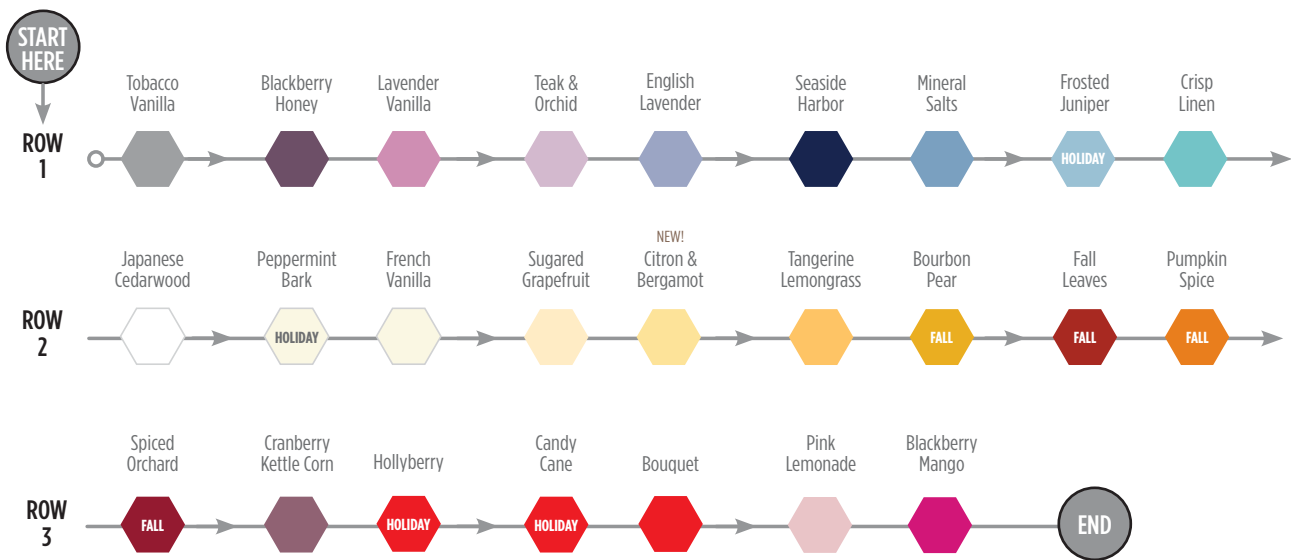 START
HERE
Tobacco
Vanilla
Blackberry
Honey
Lavender
Vanilla
Teak &
Orchid
English
Lavender
Seaside
Harbor
Mineral
Salts
Frosted
Juniper
Crisp
Linen
ROW
1
HOLIDAY
Japanese
Cedarwood
Peppermint
Bark
French
Vanilla
Sugared
Grapefruit
NEW!
Citron &
Bergamot
Tangerine
Lemongrass
Bourbon
Pear
Fall
Leaves
Pumpkin
Spice
ROW
2
HOLIDAY
FALL
FALL
FALL
Spiced
Orchard
Cranberry
Kettle Corn
Hollyberry
Candy
Cane
Bouquet
Pink
Lemonade
Blackberry
Mango
ROW
3
FALL
HOLIDAY
HOLIDAY
END